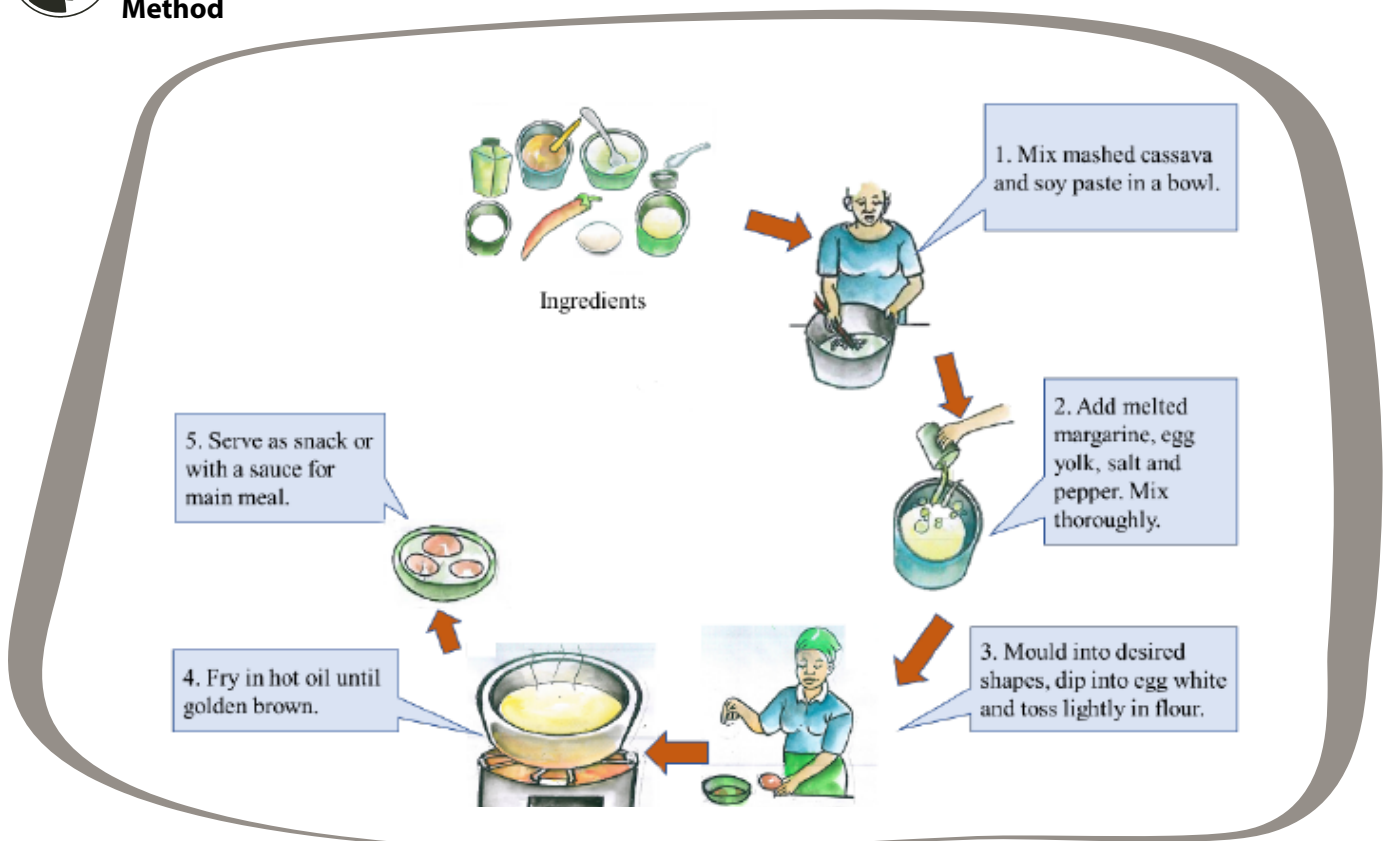 Method
Ingredients
1. Mix mashed cassava
and soy paste in a bowl.
2. Add melted
margarine, egg
yolk, salt and
pepper. Mix
thoroughly.
3. Mould into desired
shapes, dip into egg white
and toss lightly in flour.
4. Fry in hot oil until
golden brown.
5. Serve as snack or
with a sauce for
main meal.